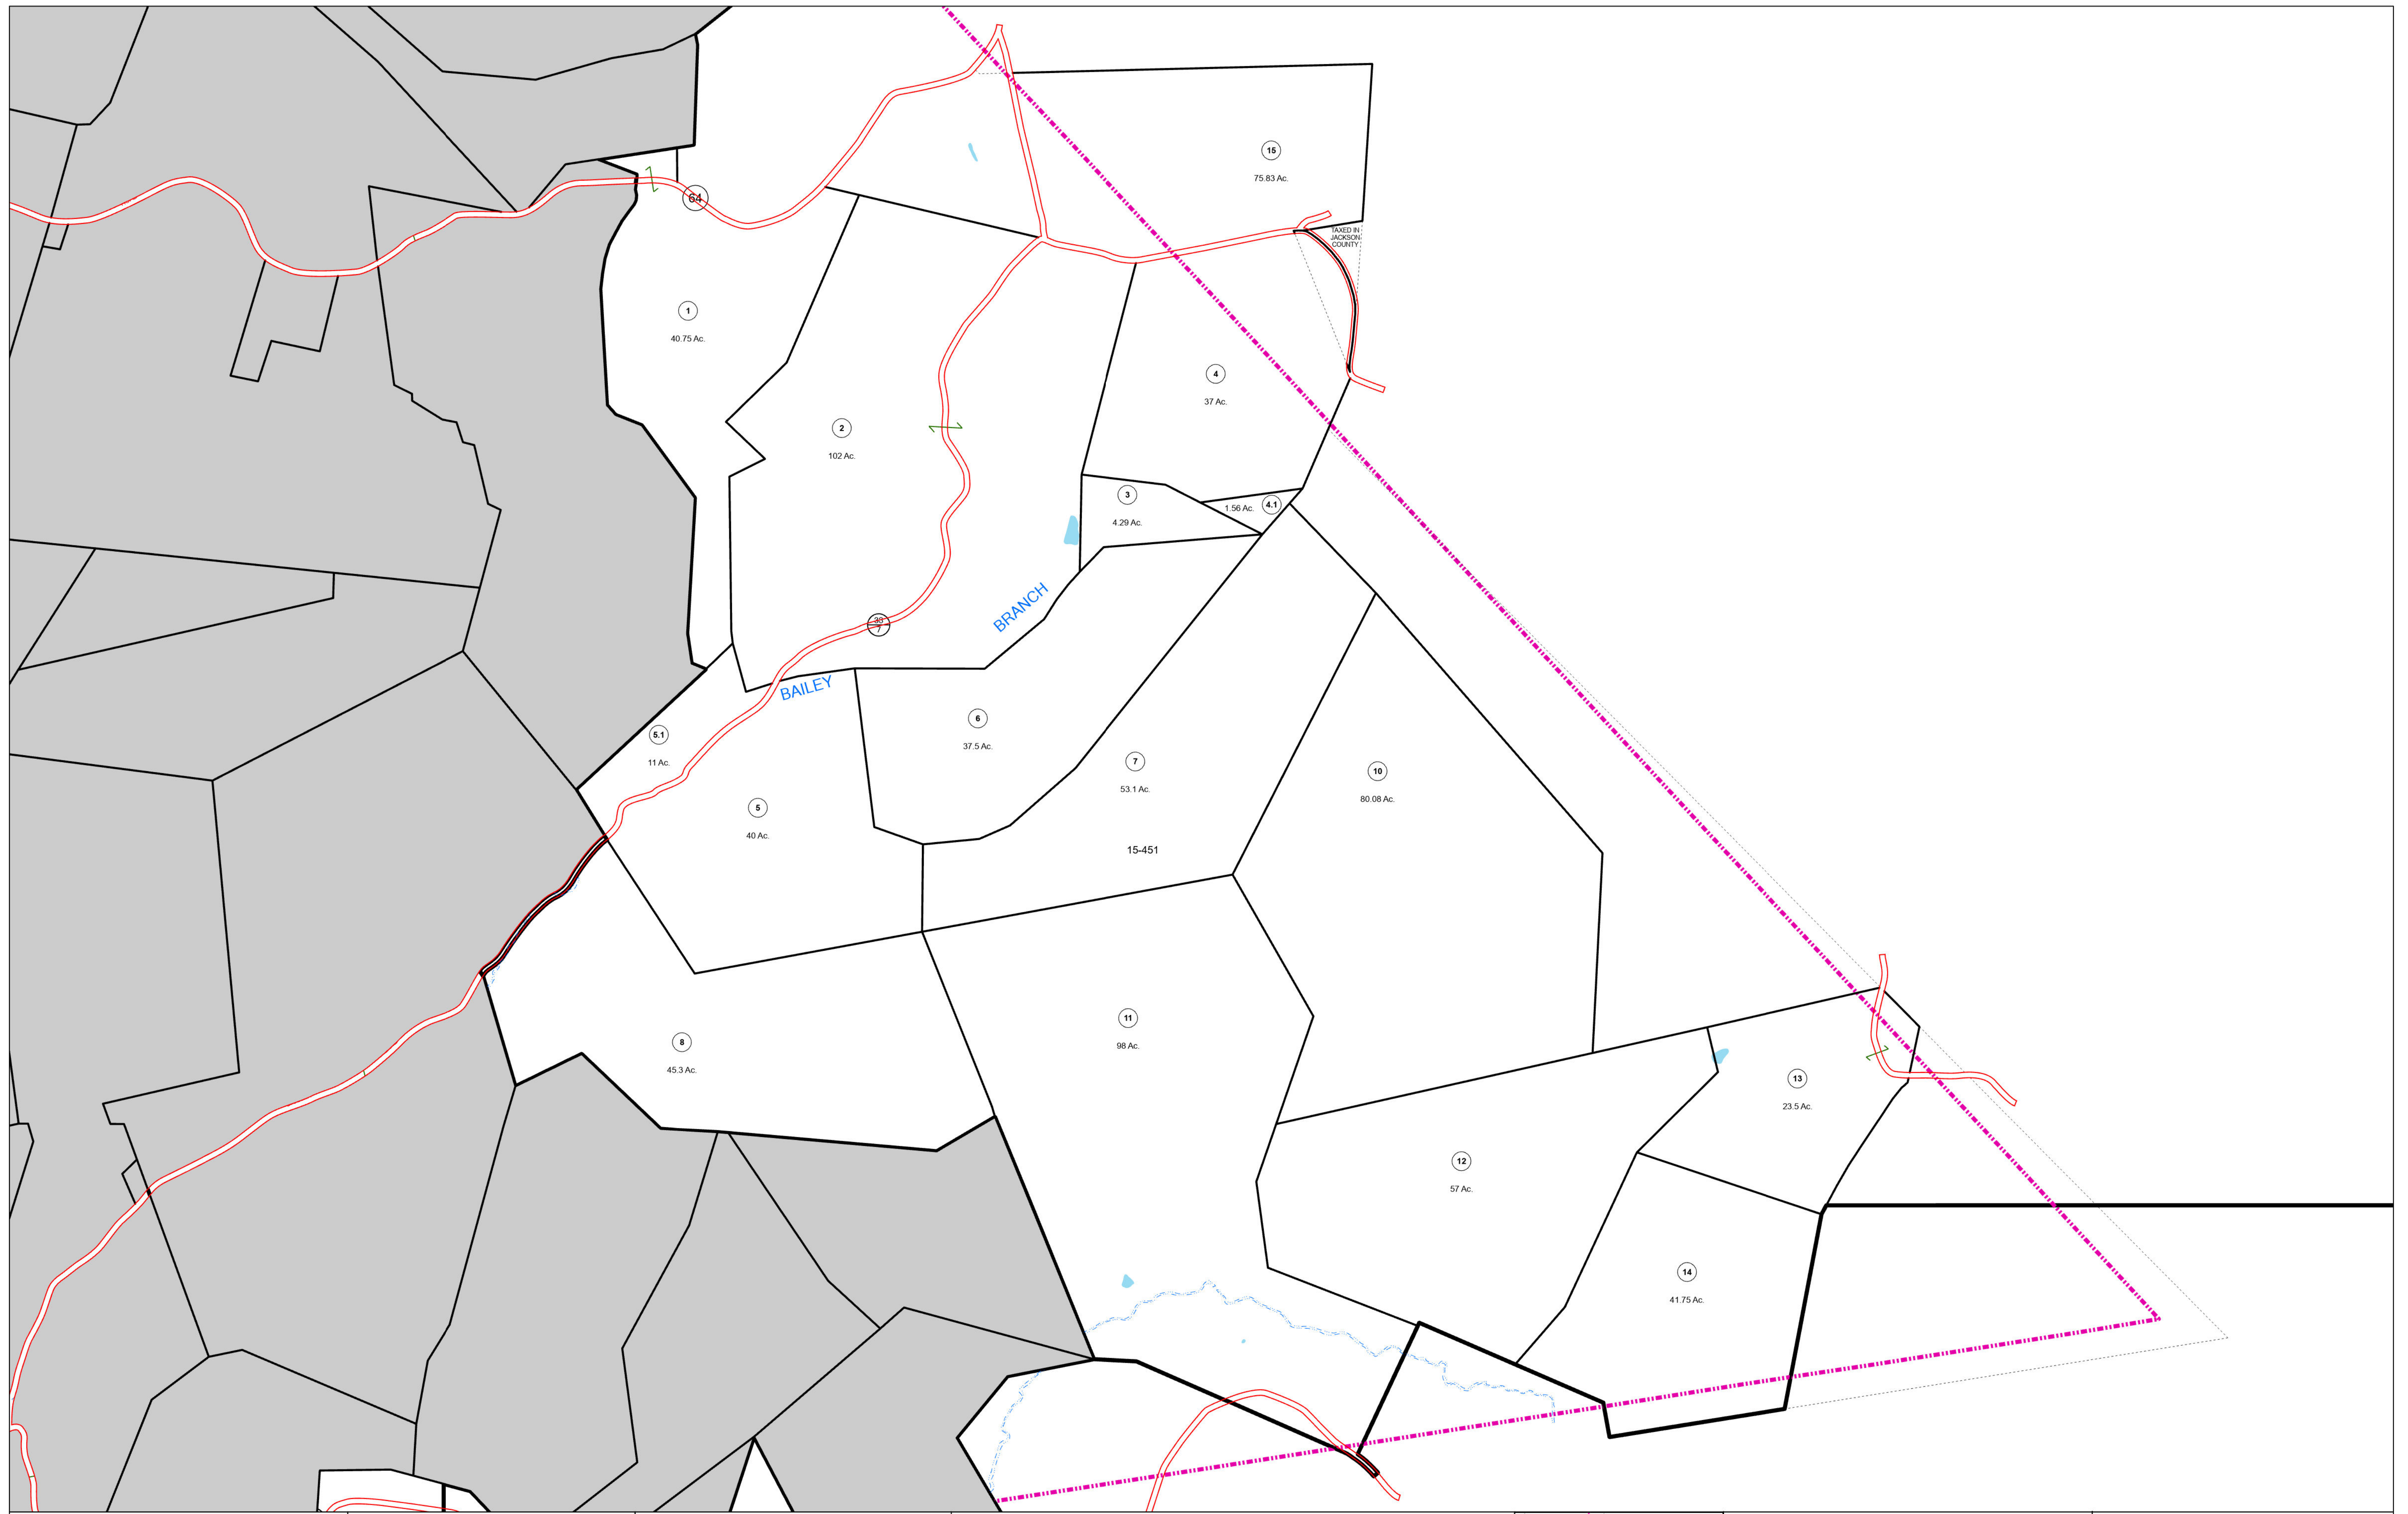 15
75.83 Ac.
64
TAXED IN
JACKSON
COUNTY
1
40.75 Ac.
4
37 Ac.
2
102 Ac.
3
4.29 Ac.
1.56 Ac.
4.1
BRANCH
33
7
BAILEY
6
37.5 Ac.
5.1
11 Ac.
7
53.1 Ac.
10
80.08 Ac.
5
40 Ac.
15-451
11
98 Ac.
8
45.3 Ac.
13
23.5 Ac.
12
57 Ac.
14
41.75 Ac.